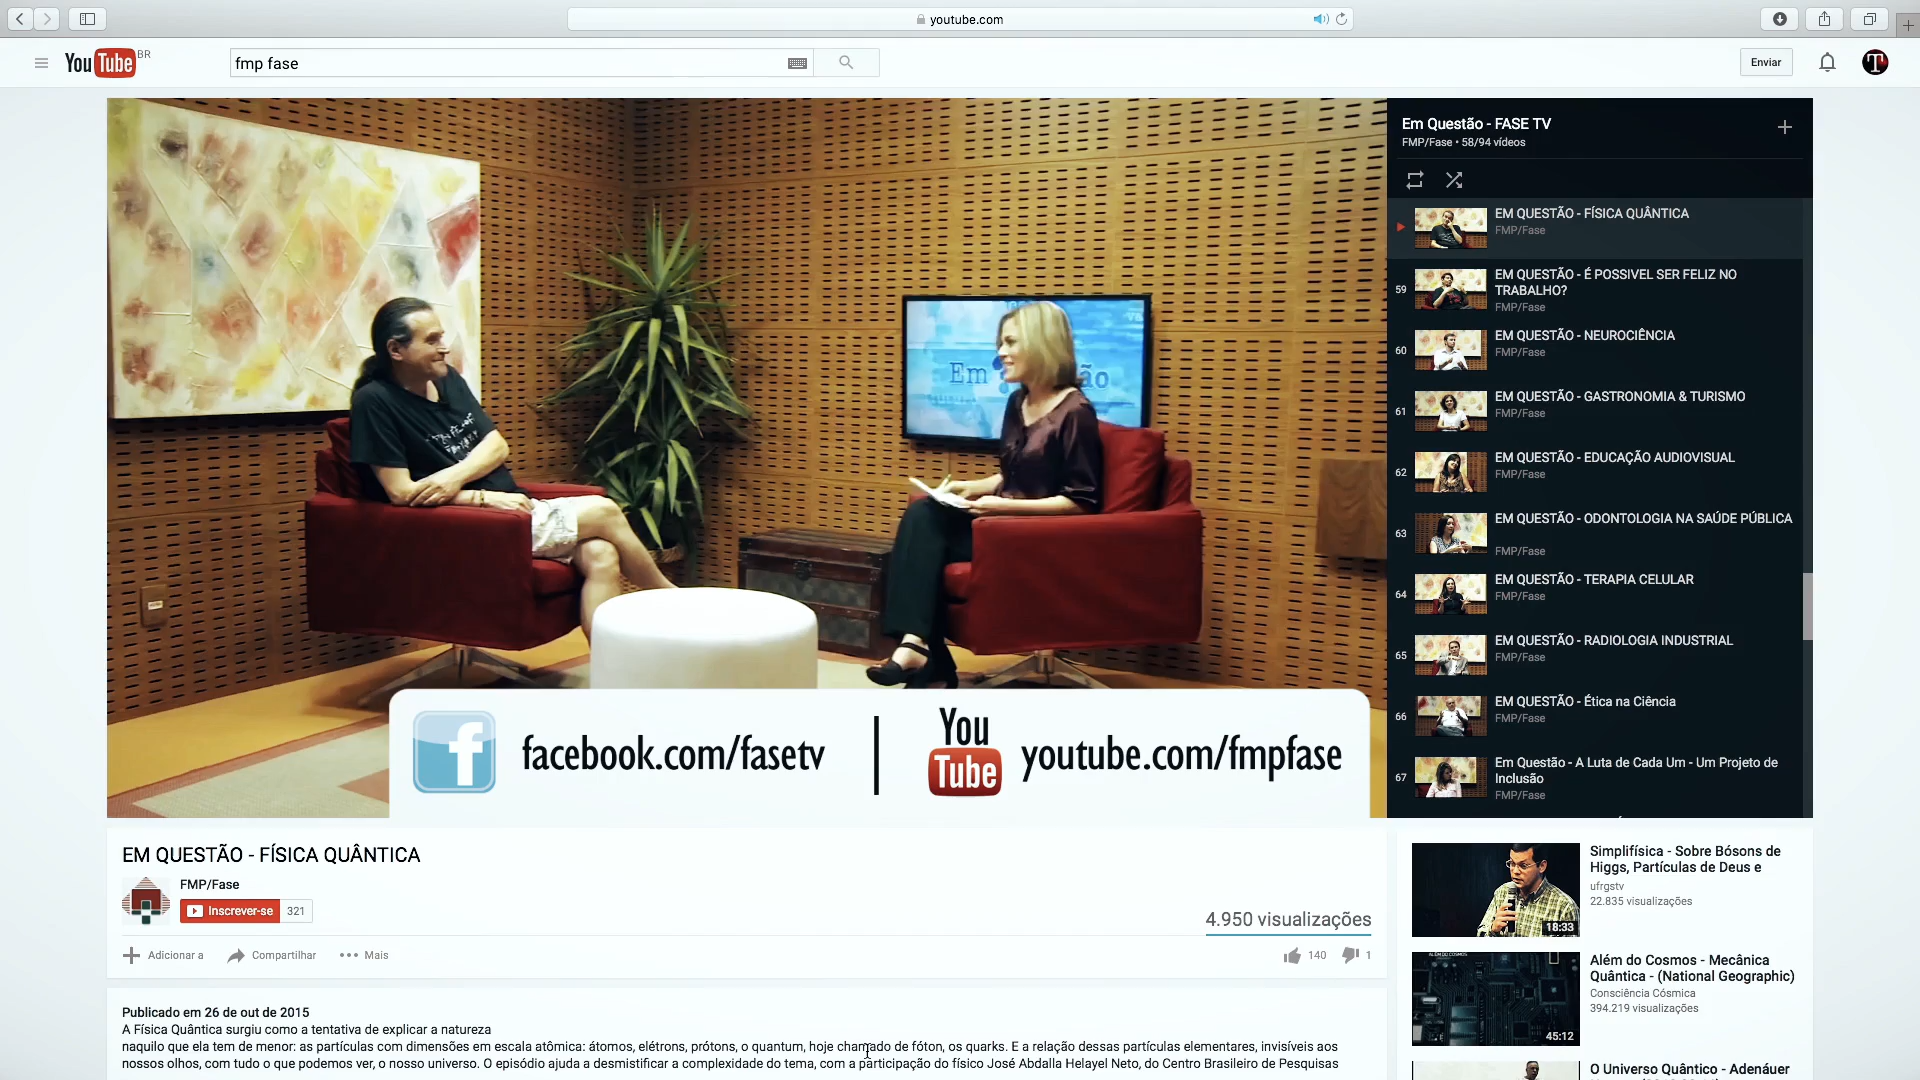 youtube.com
YouTube BR
fmp fase
Enviar
T
Em Questão - FASE TV
FMP/Fase • 58/94 vídeos
EM QUESTÃO - FÍSICA QUÂNTICA
FMP/Fase
59
EM QUESTÃO - É POSSIVEL SER FELIZ NO
TRABALHO?
FMP/Fase
60
EM QUESTÃO - NEUROCIÊNCIA
FMP/Fase
61
EM QUESTÃO - GASTRONOMIA & TURISMO
FMP/Fase
62
EM QUESTÃO - EDUCAÇÃO AUDIOVISUAL
FMP/Fase
63
EM QUESTÃO - ODONTOLOGIA NA SAÚDE PÚBLICA
FMP/Fase
64
EM QUESTÃO - TERAPIA CELULAR
FMP/Fase
65
EM QUESTÃO - RADIOLOGIA INDUSTRIAL
FMP/Fase
66
EM QUESTÃO - Ética na Ciência
FMP/Fase
67
Em Questão - A Luta de Cada Um - Um Projeto de
Inclusão
FMP/Fase
Em
ão
f facebook.com/fasetv | YouTube youtube.com/fmpfase
EM QUESTÃO - FÍSICA QUÂNTICA
FMP/Fase
Inscrever-se 321
4.950 visualizações
Adicionar a Compartilhar Mais 140 1
Publicado em 26 de out de 2015
A Física Quântica surgiu como a tentativa de explicar a natureza
naquilo que ela tem de menor: as partículas com dimensões em escala atômica: átomos, elétrons, prótons, o quantum, hoje chamado de fóton, os quarks. E a relação dessas partículas elementares, invisíveis aos
nossos olhos, com tudo o que podemos ver, o nosso universo. O episódio ajuda a desmistificar a complexidade do tema, com a participação do físico José Abdalla Helayel Neto, do Centro Brasileiro de Pesquisas
Simplifísica - Sobre Bósons de
Higgs, Partículas de Deus e
ufrgstv
22.835 visualizações
18:33
Além do Cosmos - Mecânica
Quântica - (National Geographic)
Consciência Cósmica
394.219 visualizações
ALÉM DO COSMOS
45:12
O Universo Quântico - Adenáuer